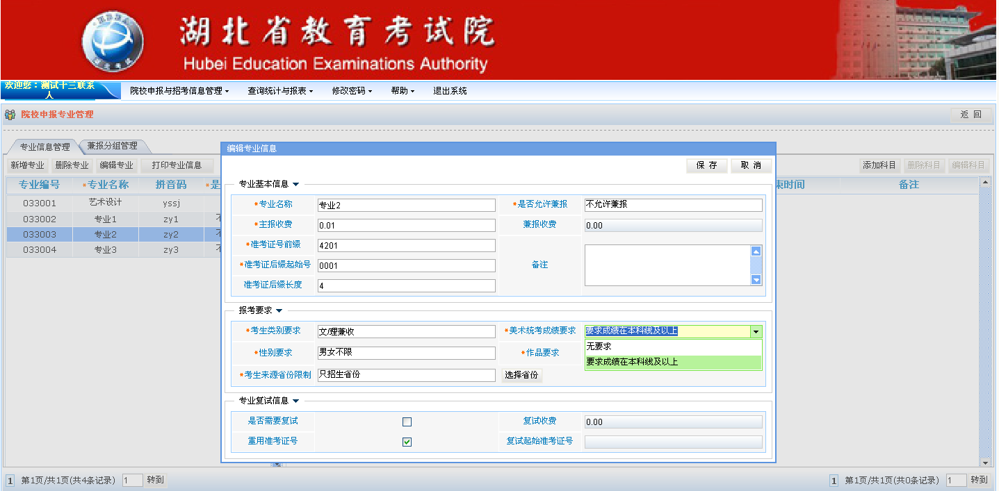 湖北省教育考试院
Hubei Education Examinations Authority
欢迎您：测试十三联系人
院校申报与招考信息管理 查询统计与报表 修改密码 帮助 退出系统
院校申报专业管理 返 回
专业信息管理 兼报分组管理
新增专业 删除专业 编辑专业 打印专业信息 添加科目 删除科目 编辑科目
专业编号 *专业名称 拼音码 *是 束时间 备注
033001 艺术设计 yssj
033002 专业1 zy1 不
033003 专业2 zy2 不
033004 专业3 zy3 不
编辑专业信息
保 存 取 消
专业基本信息
*专业名称 专业2 *是否允许兼报 不允许兼报
*主报收费 0.01 兼报收费 0.00
*准考证号前缀 4201
*准考证后缀起始号 0001 备注
准考证后缀长度 4
报考要求
*考生类别要求 文/理兼收 *美术统考成绩要求 要求成绩在本科线及以上
无要求
*性别要求 男女不限 *作品要求
要求成绩在本科线及以上
*考生来源省份限制 只招生省份 选择省份
专业复试信息
是否需要复试 复试收费 0.00
重用准考证号 复试起始准考证号
1 第1页/共1页(共4条记录) 1 转到 1 第1页/共1页(共0条记录) 1 转到